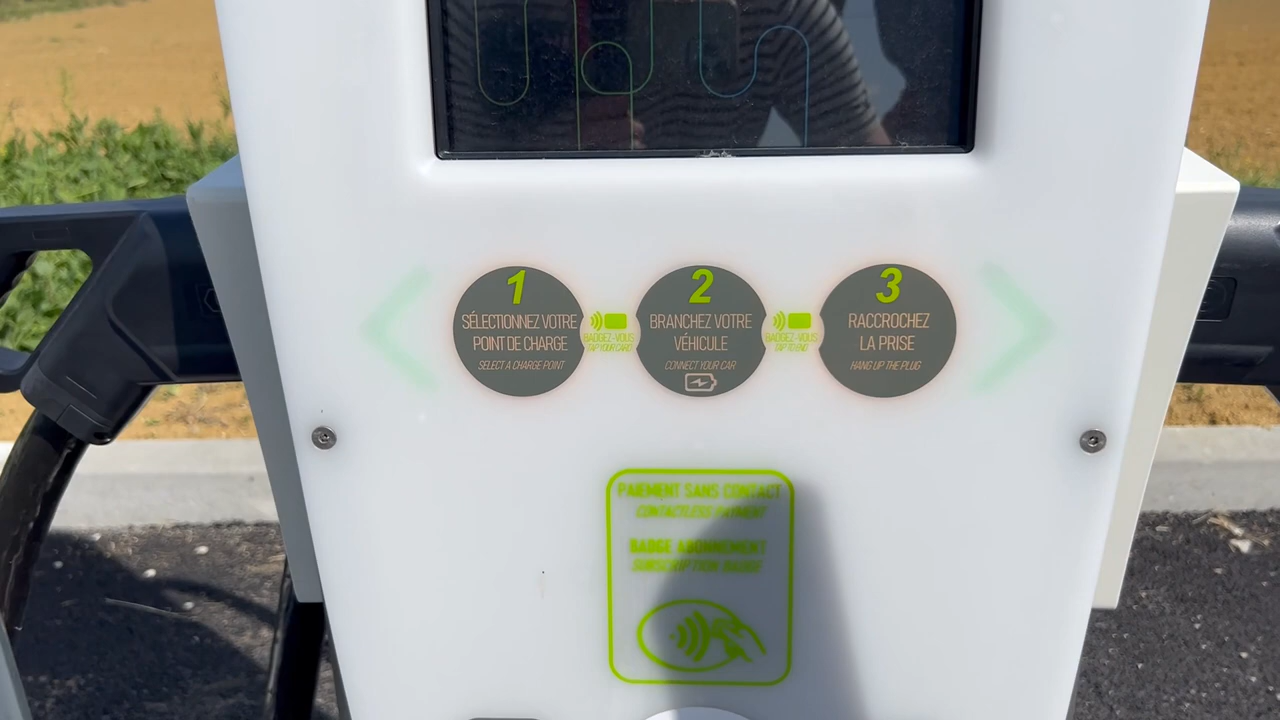 1
SÉLECTIONNEZ VOTRE
POINT DE CHARGE
SELECT A CHARGE POINT
BADGEZ-VOUS
TAP YOUR CARD
2
BRANCHEZ VOTRE
VÉHICULE
CONNECT YOUR CAR
BADGEZ-VOUS
TAP TO END
3
RACCROCHEZ
LA PRISE
HANG UP THE PLUG
PAIEMENT SANS CONTACT
CONTACTLESS PAYMENT
BADGE ABONNEMENT
SUBSCRIPTION BADGE